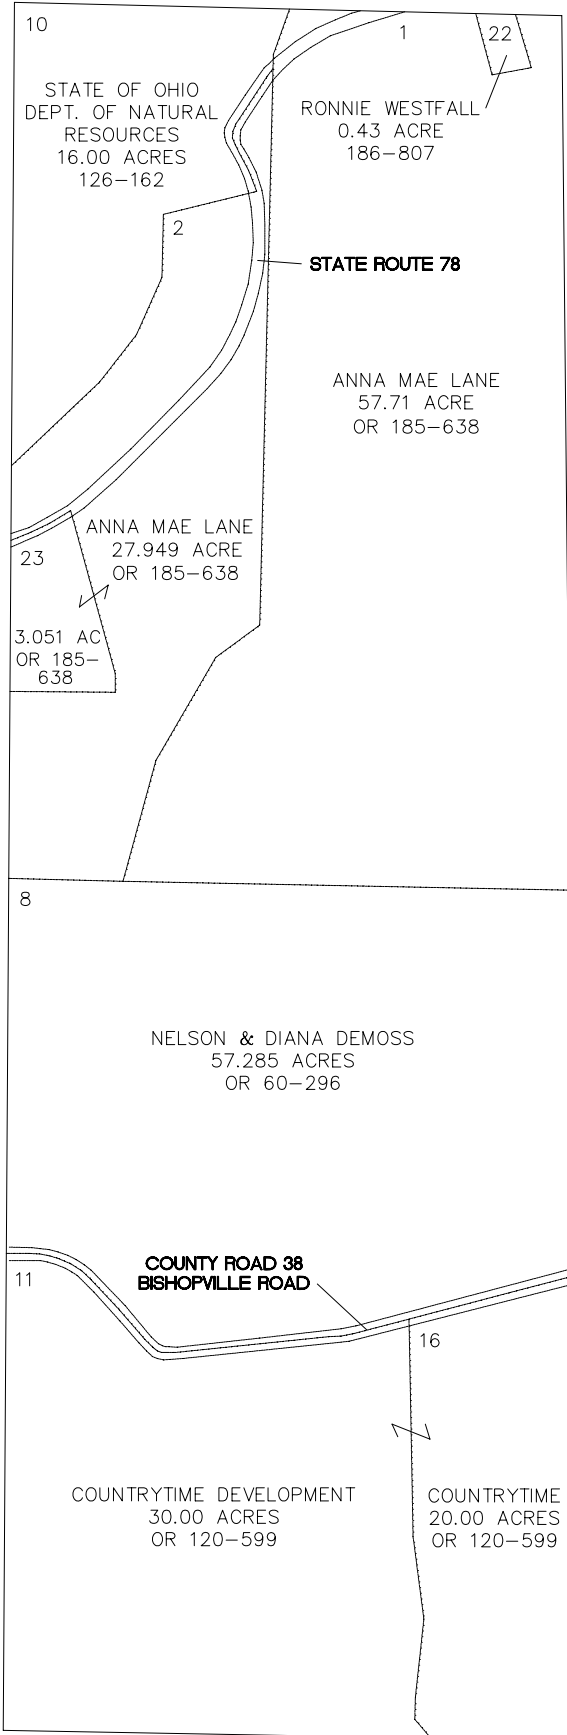 10
1
22
STATE OF OHIO
DEPT. OF NATURAL
RESOURCES
16.00 ACRES
126-162
RONNIE WESTFALL
0.43 ACRE
186-807
2
STATE ROUTE 78
ANNA MAE LANE
57.71 ACRE
OR 185-638
ANNA MAE LANE
27.949 ACRE
OR 185-638
23
3.051 AC
OR 185-
638
8
NELSON & DIANA DEMOSS
57.285 ACRES
OR 60-296
COUNTY ROAD 38
BISHOPVILLE ROAD
11
16
COUNTRYTIME DEVELOPMENT
30.00 ACRES
OR 120-599
COUNTRYTIME
20.00 ACRES
OR 120-599